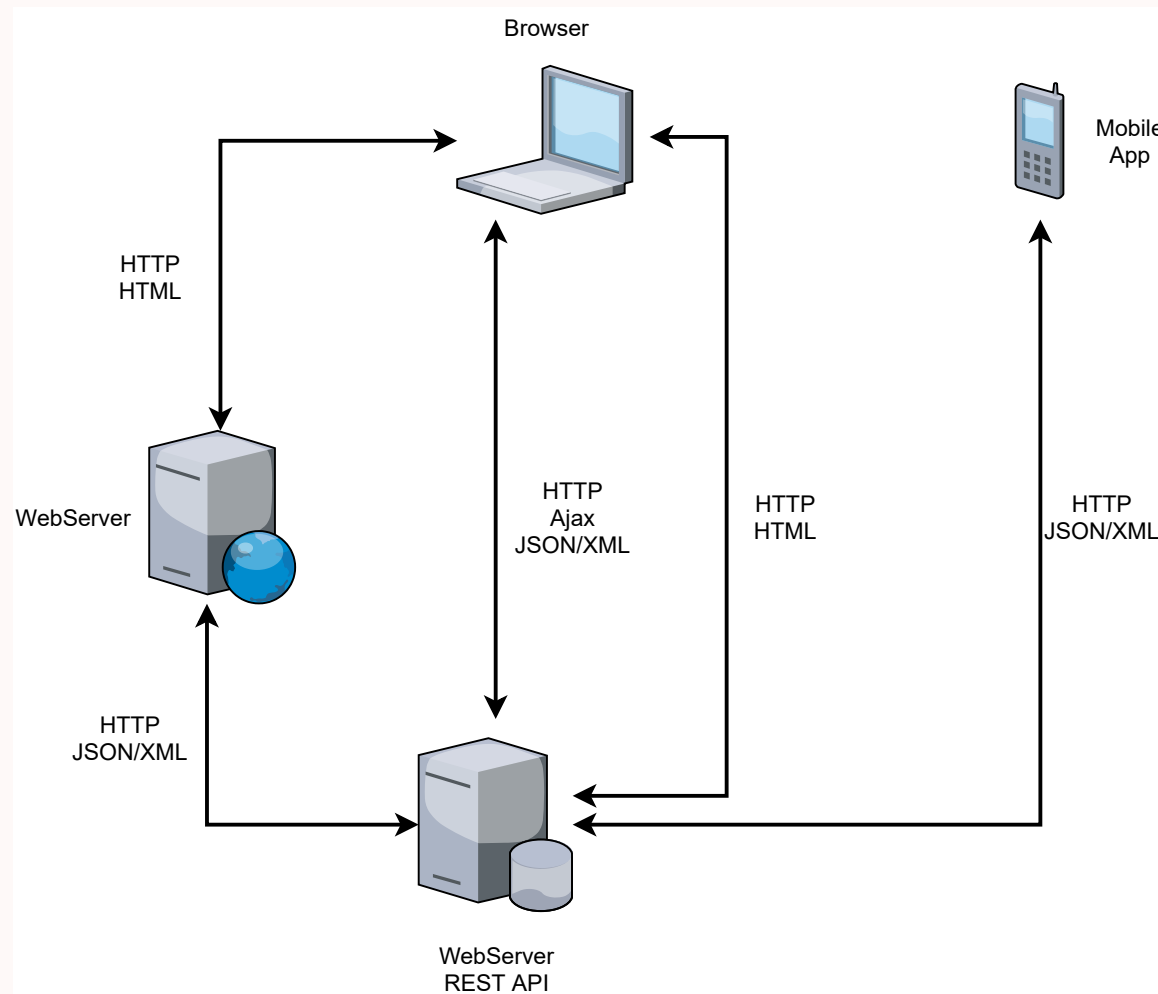 Browser
Mobile
App
HTTP
HTML
WebServer
HTTP
Ajax
JSON/XML
HTTP
HTML
HTTP
JSON/XML
HTTP
JSON/XML
WebServer
REST API